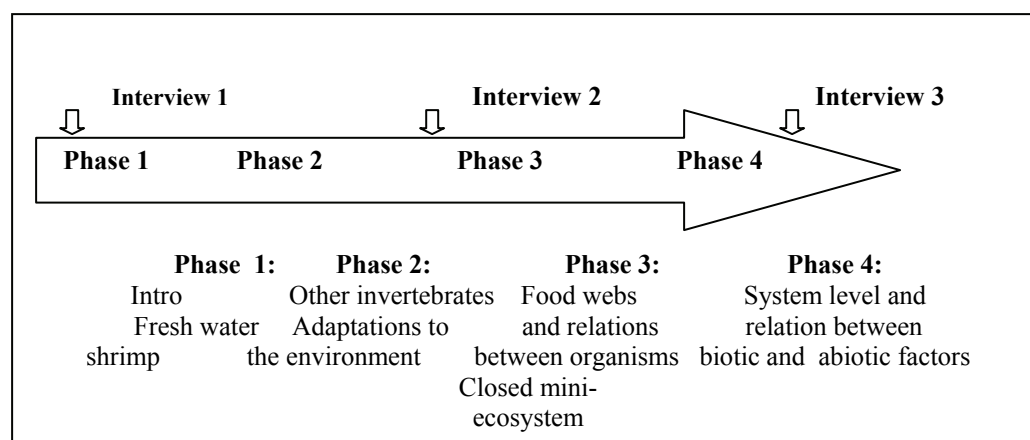 Interview 1 Interview 2 Interview 3
Phase 1 Phase 2 Phase 3 Phase 4
Phase 1: Phase 2: Phase 3: Phase 4:
Intro Other invertebrates Food webs System level and
Fresh water Adaptations to and relations relation between
shrimp the environment between organisms biotic and abiotic factors
Closed mini-
ecosystem